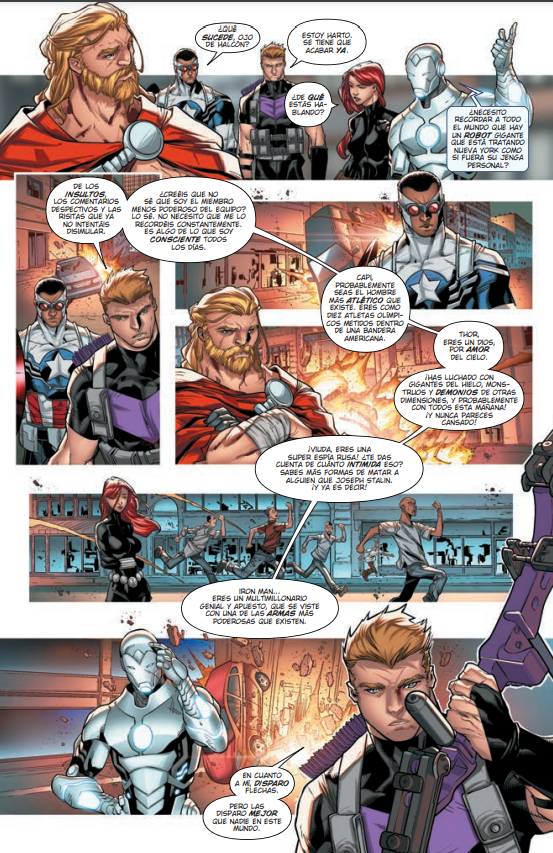 ¿QUÉ
SUCEDE, OJO
DE HALCÓN?
ESTOY HARTO.
SE TIENE QUE
ACABAR YA.
¿DE QUÉ
ESTÁS HA-
BLANDO?
¿NECESITO
RECORDAR A TODO
EL MUNDO QUE HAY
UN ROBOT GIGANTE
QUE ESTÁ TRATANDO
NUEVA YORK COMO
SI FUERA SU JENGA
PERSONAL?
DE LOS
INSULTOS,
LOS COMENTARIOS
DESPECTIVOS Y LAS
RISITAS QUE YA
NO INTENTÁIS
DISIMULAR.
¿CREÉIS QUE NO
SÉ QUE SOY EL MIEMBRO
MENOS PODEROSO DEL EQUIPO?
LO SÉ. NO NECESITO QUE ME LO
RECORDÉIS CONSTANTEMENTE.
ES ALGO DE LO QUE SOY
CONSCIENTE TODOS
LOS DÍAS.
CAPI,
PROBABLEMENTE
SEAS EL HOMBRE
MÁS ATLÉTICO QUE
EXISTE. ERES COMO
DIEZ ATLETAS OLÍMPI-
COS METIDOS DENTRO
DE UNA BANDERA
AMERICANA.
THOR,
ERES UN DIOS,
POR AMOR
DEL CIELO.
¡HAS LUCHADO CON
GIGANTES DEL HIELO, MONS-
TRUOS Y DEMONIOS DE OTRAS
DIMENSIONES, Y PROBABLEMENTE
CON TODOS ESTA MAÑANA!
¡Y NUNCA PARECES
CANSADO!
¡VIUDA, ERES UNA
SUPER ESPÍA RUSA! ¿TE DAS
CUENTA DE CUÁNTO INTIMIDA ESO?
SABES MÁS FORMAS DE MATAR A
ALGUIEN QUE JOSEPH STALIN.
¡Y YA ES DECIR!
IRON MAN...
ERES UN MULTIMILLONARIO
GENIAL Y APUESTO, QUE SE VISTE
CON UNA DE LAS ARMAS MÁS
PODEROSAS QUE EXISTEN.
EN CUANTO
A MÍ, DISPARO
FLECHAS.
PERO LAS
DISPARO MEJOR
QUE NADIE EN ESTE
MUNDO.